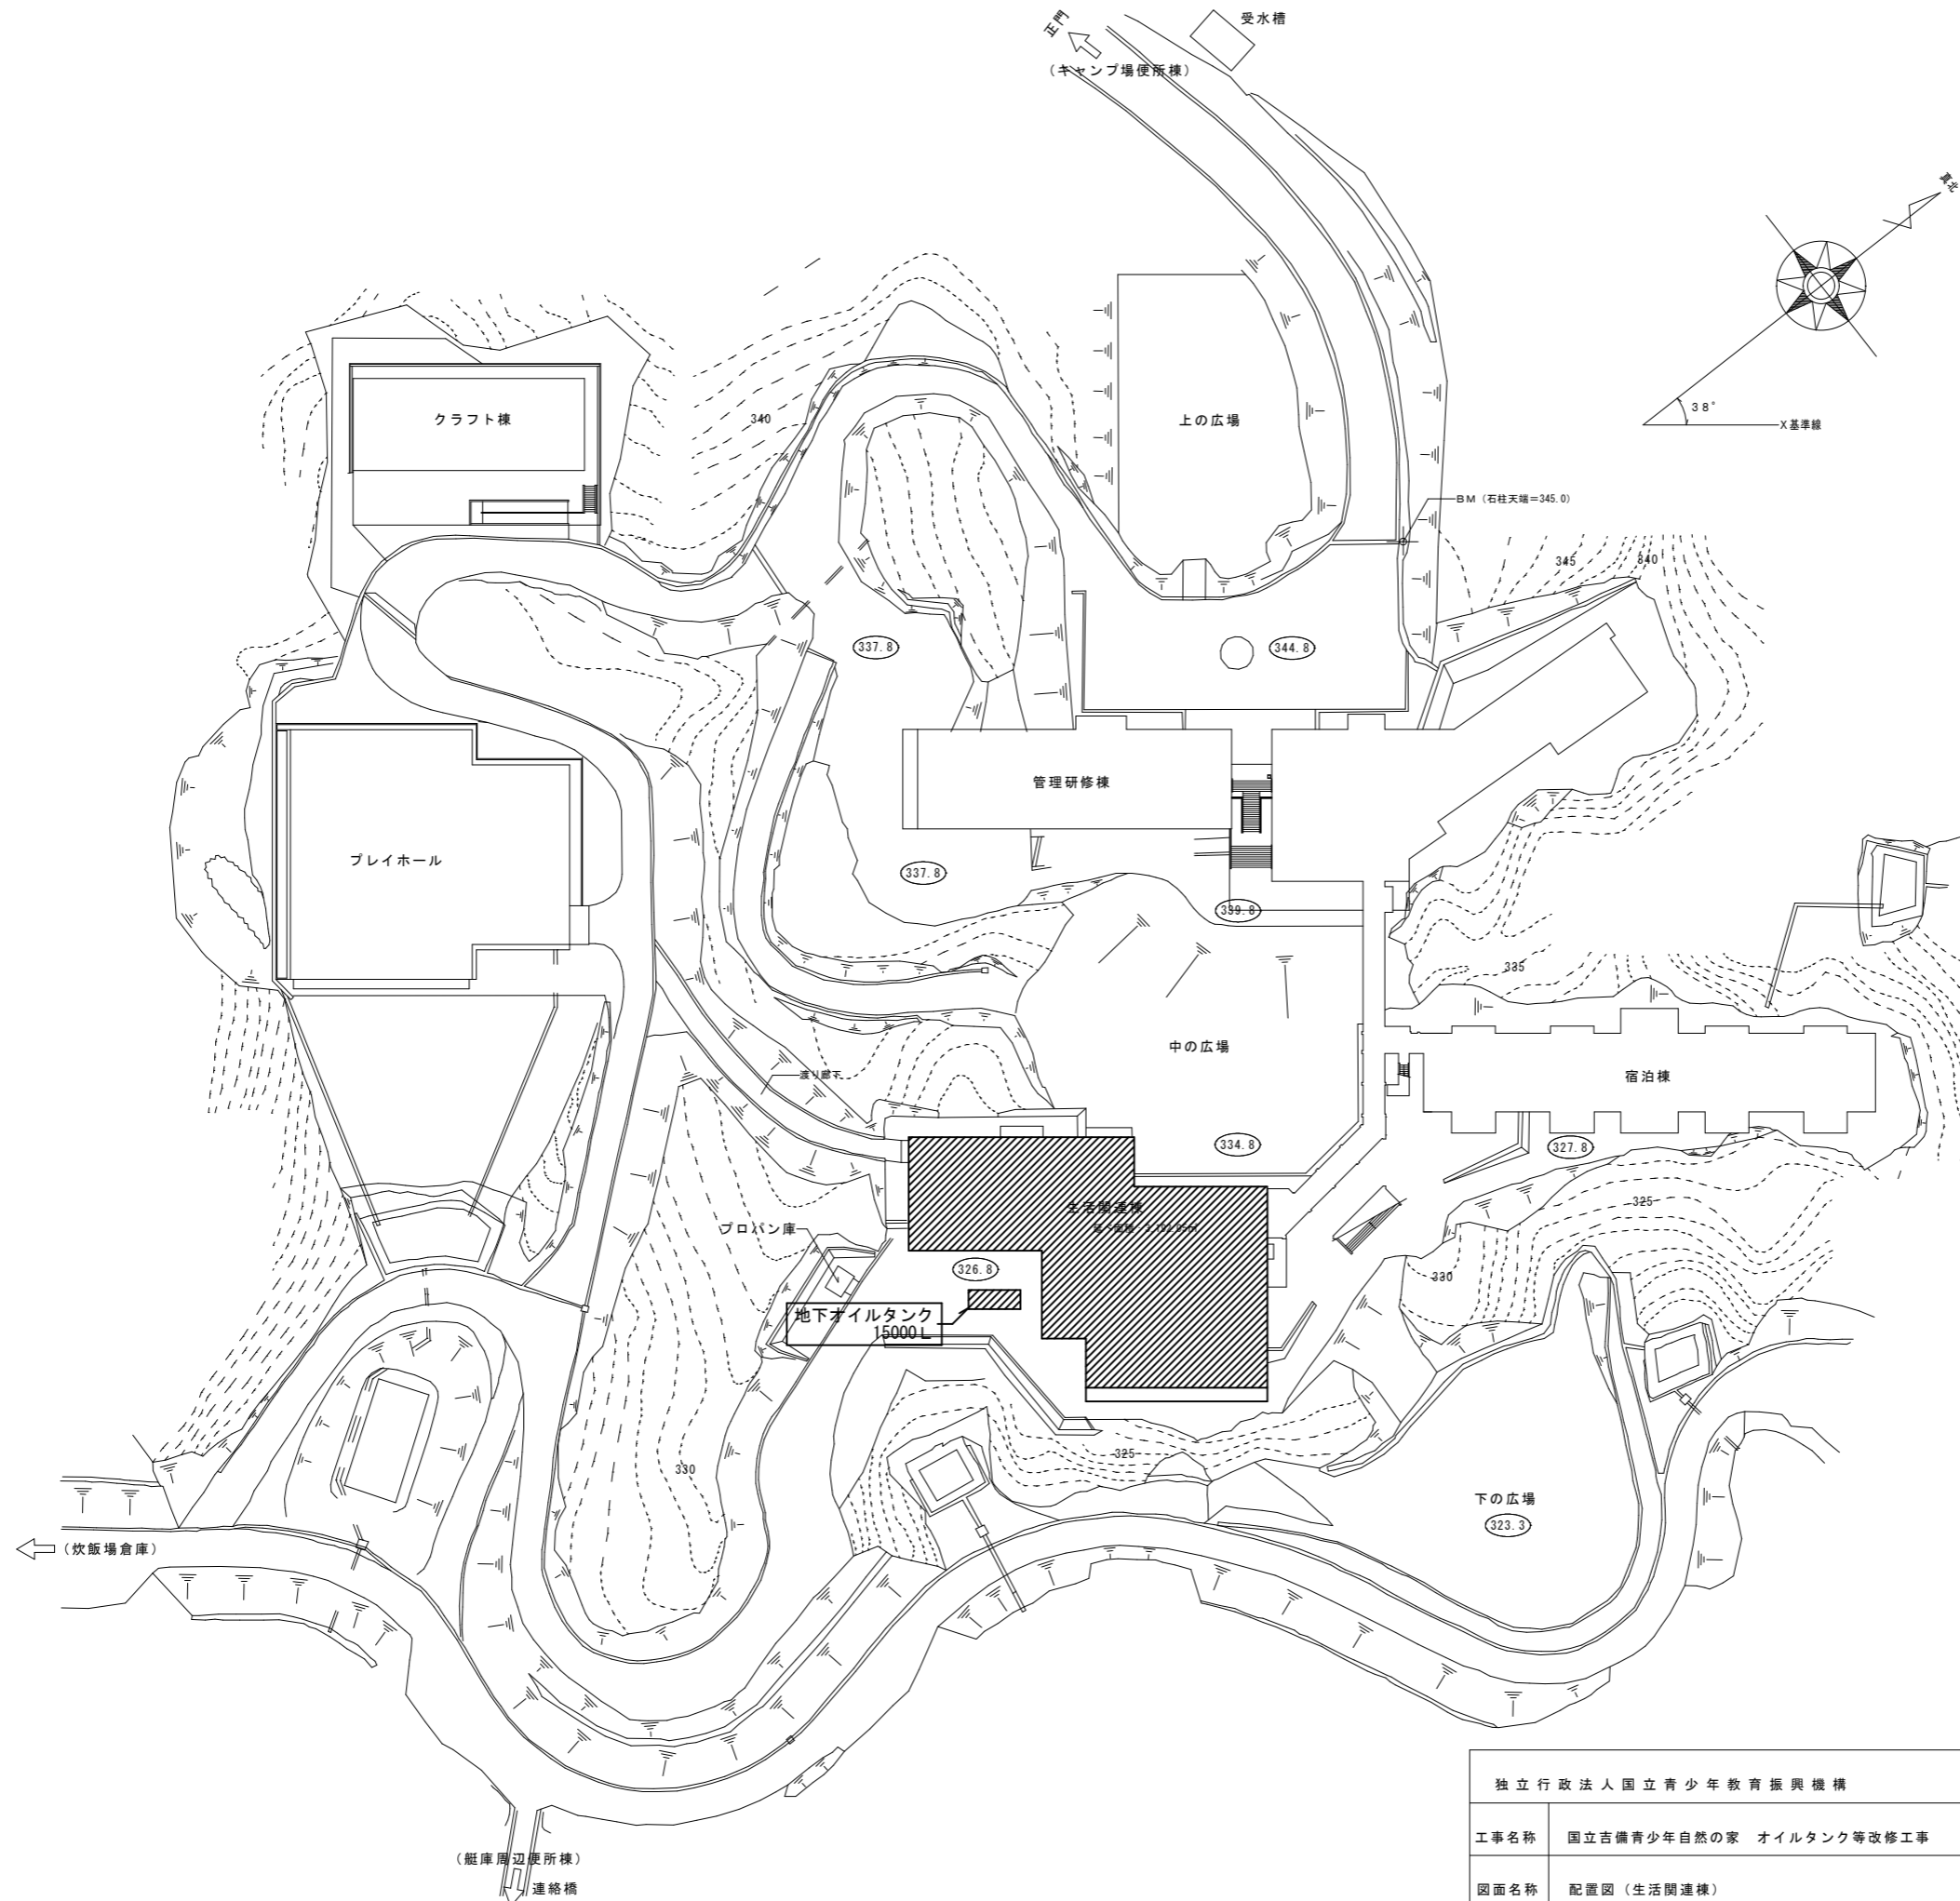 受水槽
正門
(キャンプ場便所棟)
真北
38°
X基準線
クラフト棟
340
上の広場
BM (石柱天端=345.0)
345
340
337.8
344.8
管理研修棟
プレイホール
337.8
339.8
335
中の広場
渡り廊下
宿泊棟
334.8
327.8
生活関連棟
325
プロパン庫
326.8
330
地下オイルタンク
15000L
330
325
下の広場
323.3
(炊飯場倉庫)
独立行政法人国立青少年教育振興機構
工事名称 国立吉備青少年自然の家 オイルタンク等改修工事
図面名称 配置図(生活関連棟)
(艇庫周辺便所棟)
連絡橋